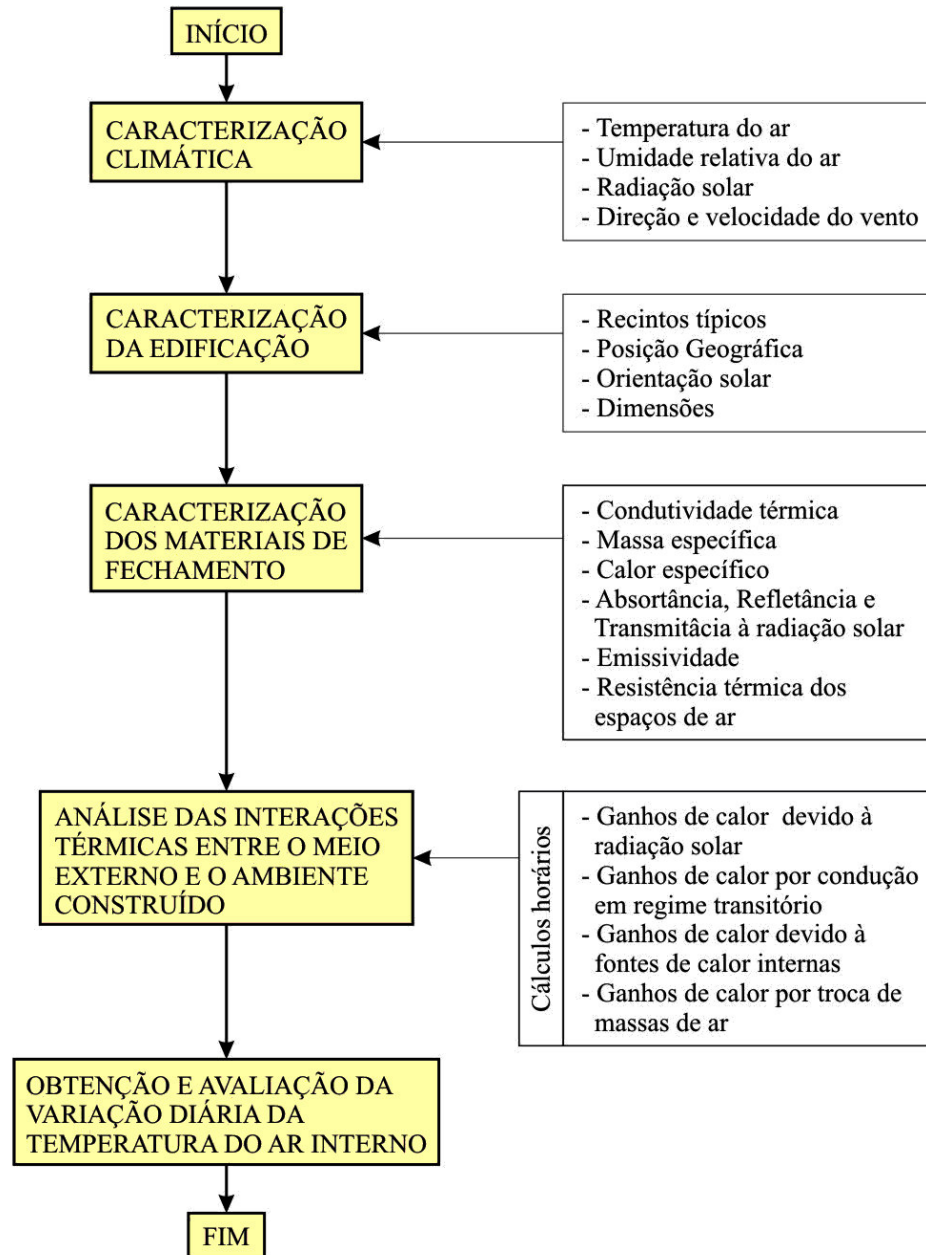 INÍCIO
CARACTERIZAÇÃO
CLIMÁTICA
- Temperatura do ar
- Umidade relativa do ar
- Radiação solar
- Direção e velocidade do vento
CARACTERIZAÇÃO
DA EDIFICAÇÃO
- Recintos típicos
- Posição Geográfica
- Orientação solar
- Dimensões
CARACTERIZAÇÃO
DOS MATERIAIS DE
FECHAMENTO
- Condutividade térmica
- Massa específica
- Calor específico
- Absortância, Refletância e
Transmitâcia à radiação solar
- Emissividade
- Resistência térmica dos
espaços de ar
ANÁLISE DAS INTERAÇÕES
TÉRMICAS ENTRE O MEIO
EXTERNO E O AMBIENTE
CONSTRUÍDO
Cálculos horários
- Ganhos de calor devido à
radiação solar
- Ganhos de calor por condução
em regime transitório
- Ganhos de calor devido à
fontes de calor internas
- Ganhos de calor por troca de
massas de ar
OBTENÇÃO E AVALIAÇÃO DA
VARIAÇÃO DIÁRIA DA
TEMPERATURA DO AR INTERNO
FIM